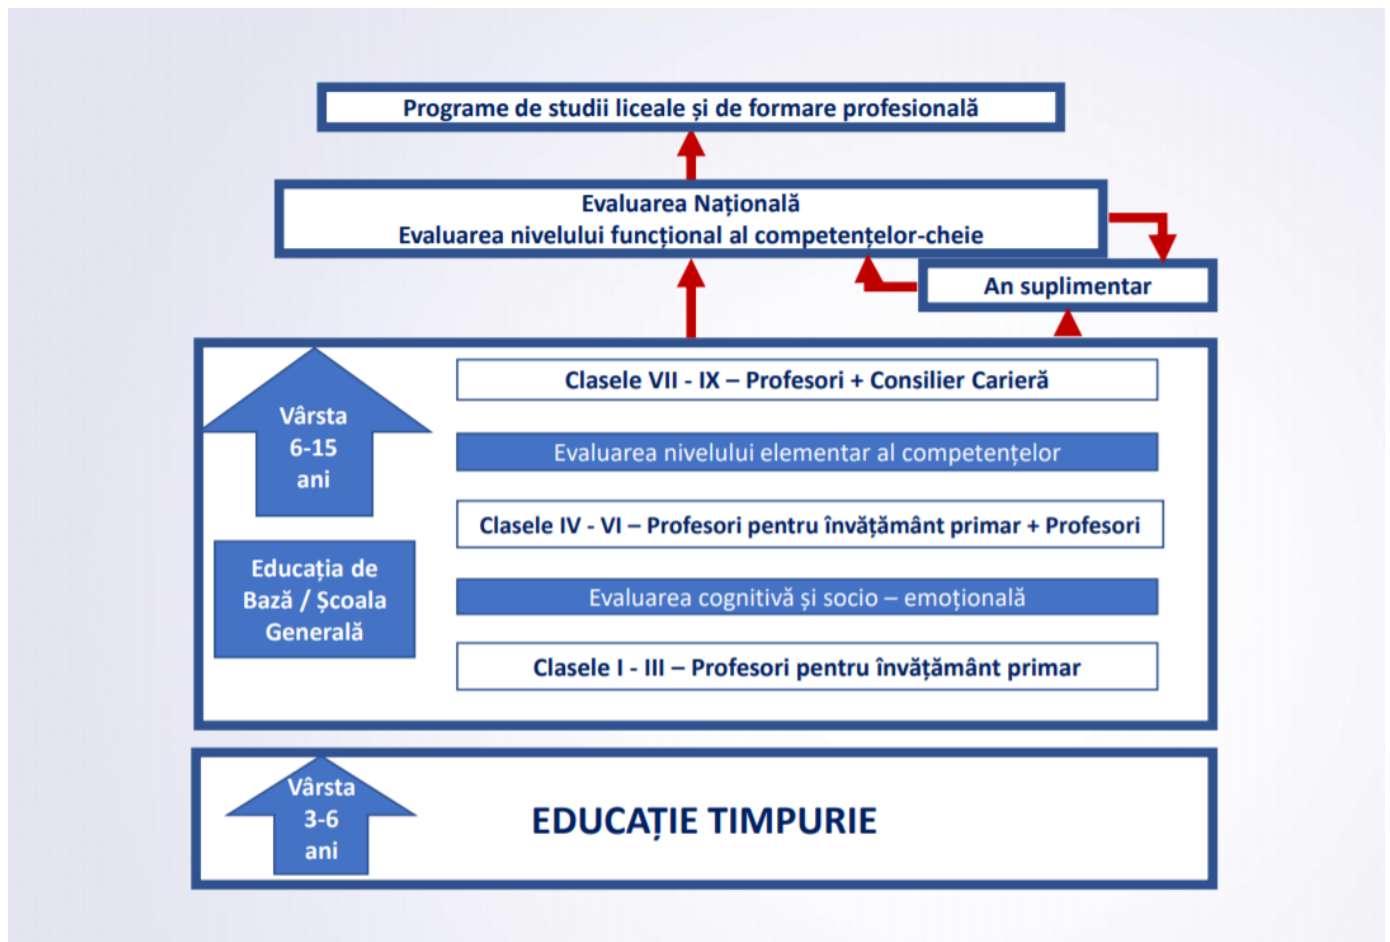 Programe de studii liceale și de formare profesională
Evaluarea Națională
Evaluarea nivelului funcțional al competențelor-cheie
An suplimentar
Vârsta
6-15
ani
Clasele VII - IX – Profesori + Consilier Carieră
Evaluarea nivelului elementar al competențelor
Clasele IV - VI – Profesori pentru învățământ primar + Profesori
Educația de
Bază / Școala
Generală
Evaluarea cognitivă și socio – emoțională
Clasele I - III – Profesori pentru învățământ primar
Vârsta
3-6
ani
EDUCAȚIE TIMPURIE